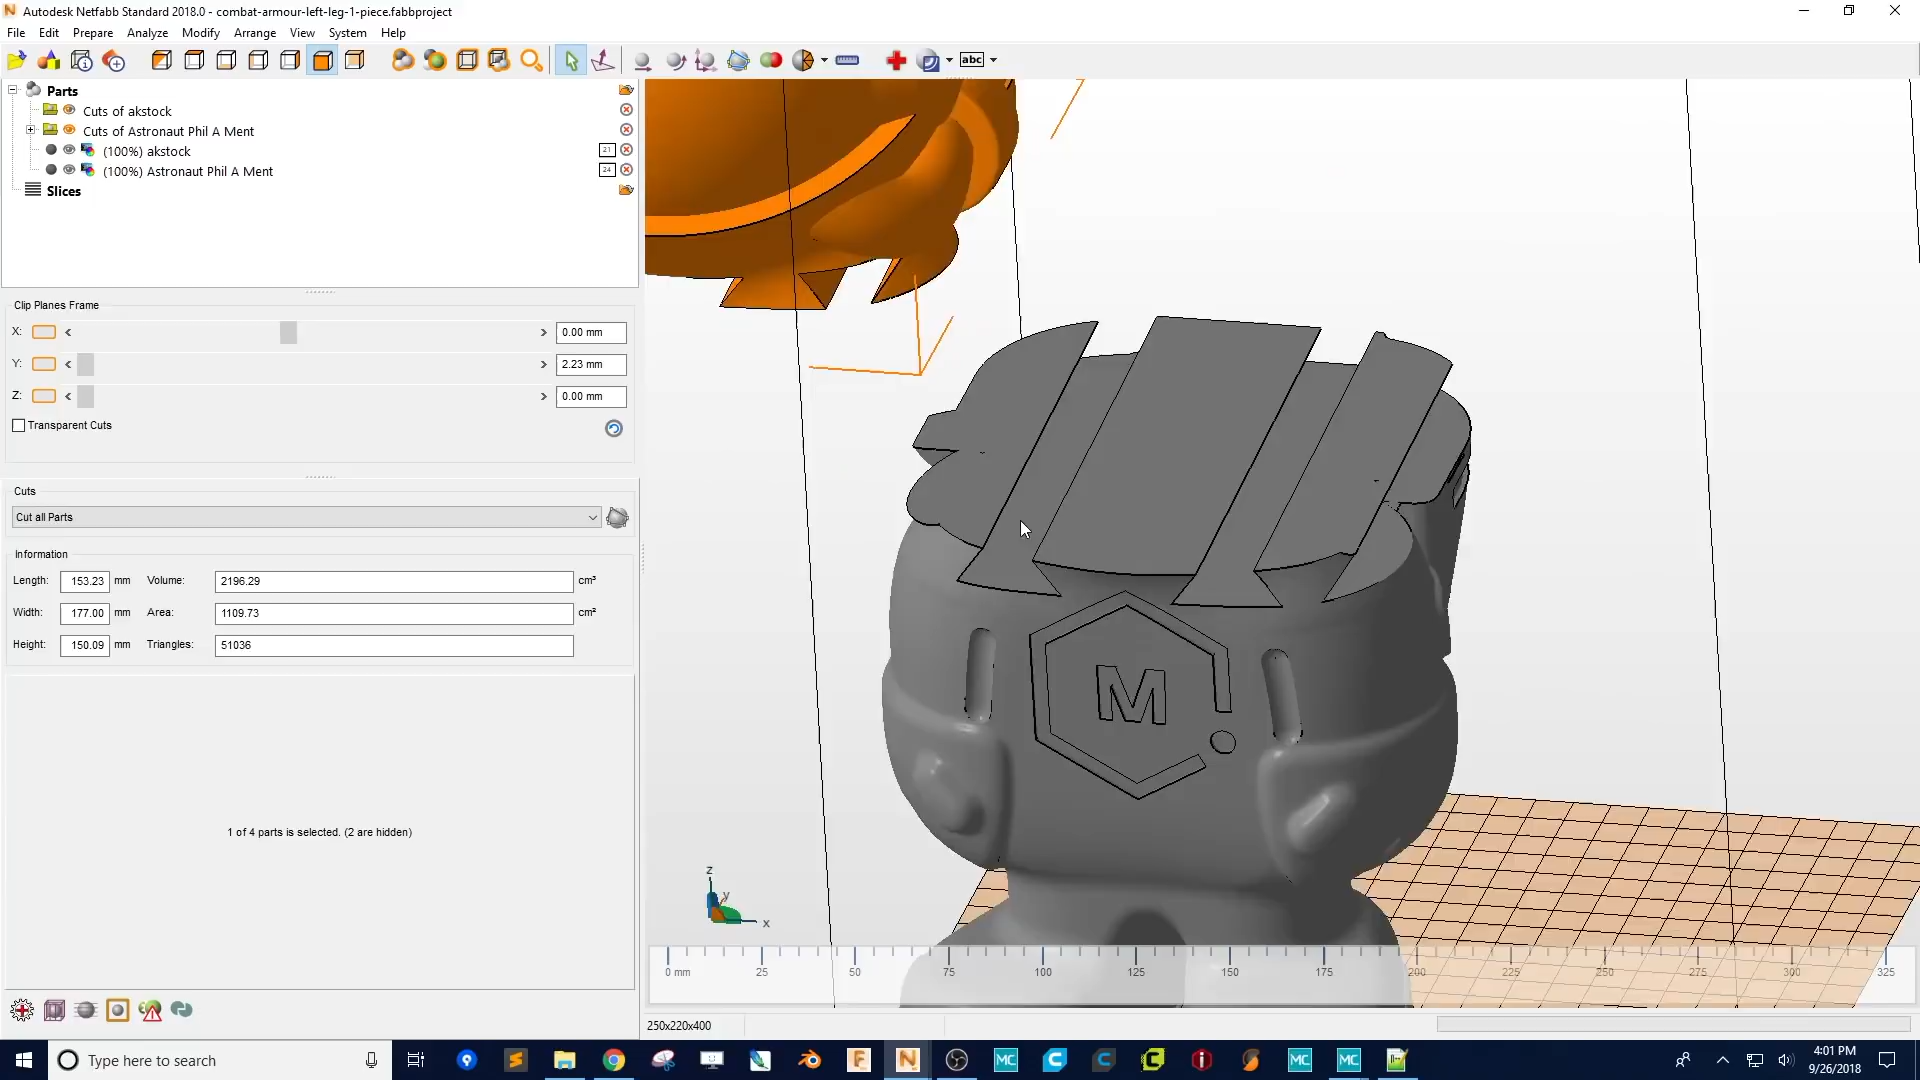 Autodesk Netfabb Standard 2018.0 - combat-armour-left-leg-1-piece.fabbproject
File Edit Prepare Analyze Modify Arrange View System Help
abc
Parts
Cuts of akstock
Cuts of Astronaut Phil A Ment
(100%) akstock 21
(100%) Astronaut Phil A Ment 24
Slices
Clip Planes Frame
X: < > 0.00 mm
Y: < > 2.23 mm
Z: < > 0.00 mm
Transparent Cuts
Cuts
Cut all Parts
Information
Length: 153.23 mm Volume: 2196.29 cm³
Width: 177.00 mm Area: 1109.73 cm²
Height: 150.09 mm Triangles: 51036
1 of 4 parts is selected. (2 are hidden)
M
z
y
x
0 mm 25 50 75 100 125 150 175 200 225 250 275 300 325
250x220x400
Type here to search
MC
MC
MC
4:01 PM
9/26/2018